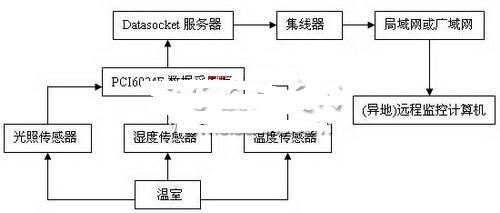 Datasocket 服务器
集线器
局域网或广域网
PCI6024E 数据采
(异地)远程监控计算机
光照传感器
湿度传感器
温度传感器
温室